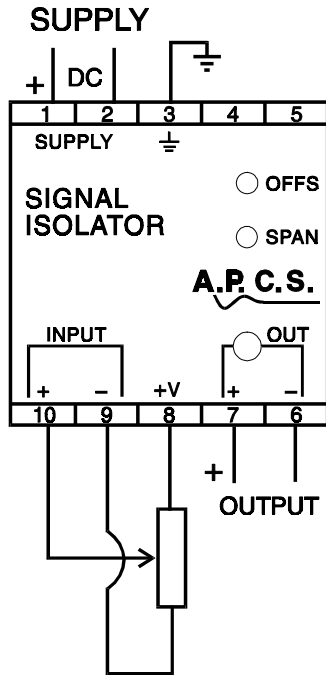 SUPPLY
+ DC
1 2 3 4 5
SUPPLY
OFFS
SIGNAL
ISOLATOR
SPAN
A.P.C.S.
INPUT OUT
+ − +V + −
10 9 8 7 6
+
OUTPUT